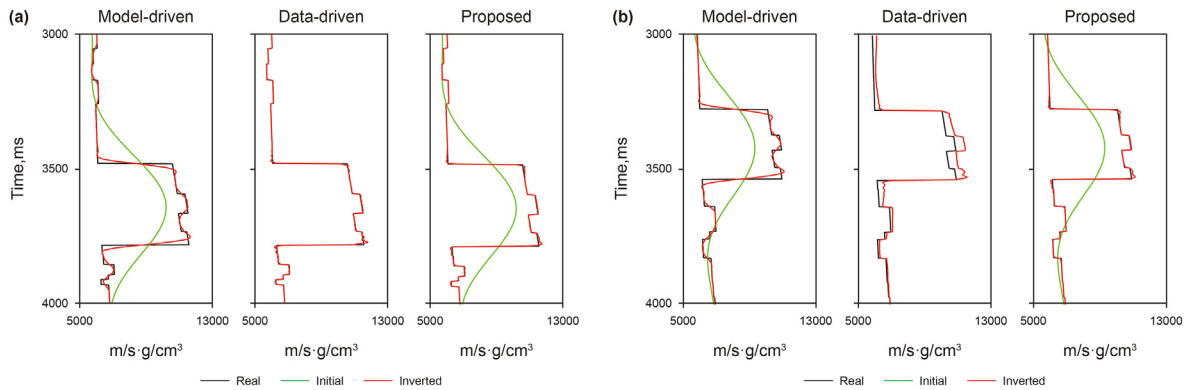 (a) Model-driven Data-driven Proposed
3000
3500
4000
Time,ms
5000 13000 5000 13000 5000 13000
m/s·g/cm³ m/s·g/cm³ m/s·g/cm³
Real Initial Inverted
(b) Model-driven Data-driven Proposed
3000
3500
4000
Time,ms
5000 13000 5000 13000 5000 13000
m/s·g/cm³ m/s·g/cm³ m/s·g/cm³
Real Initial Inverted